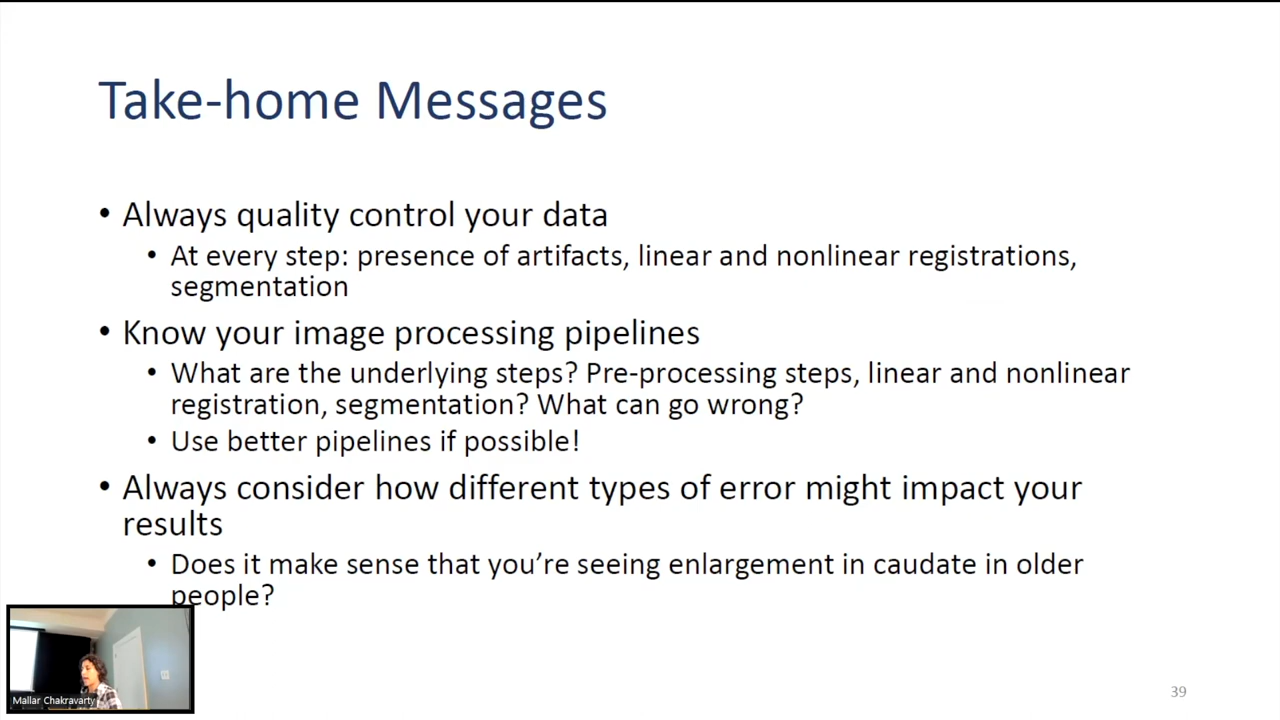 Take-home Messages
• Always quality control your data
• At every step: presence of artifacts, linear and nonlinear registrations,
segmentation
• Know your image processing pipelines
• What are the underlying steps? Pre-processing steps, linear and nonlinear
registration, segmentation? What can go wrong?
• Use better pipelines if possible!
• Always consider how different types of error might impact your
results
• Does it make sense that you’re seeing enlargement in caudate in older
people?
Mallar Chakravarty
39